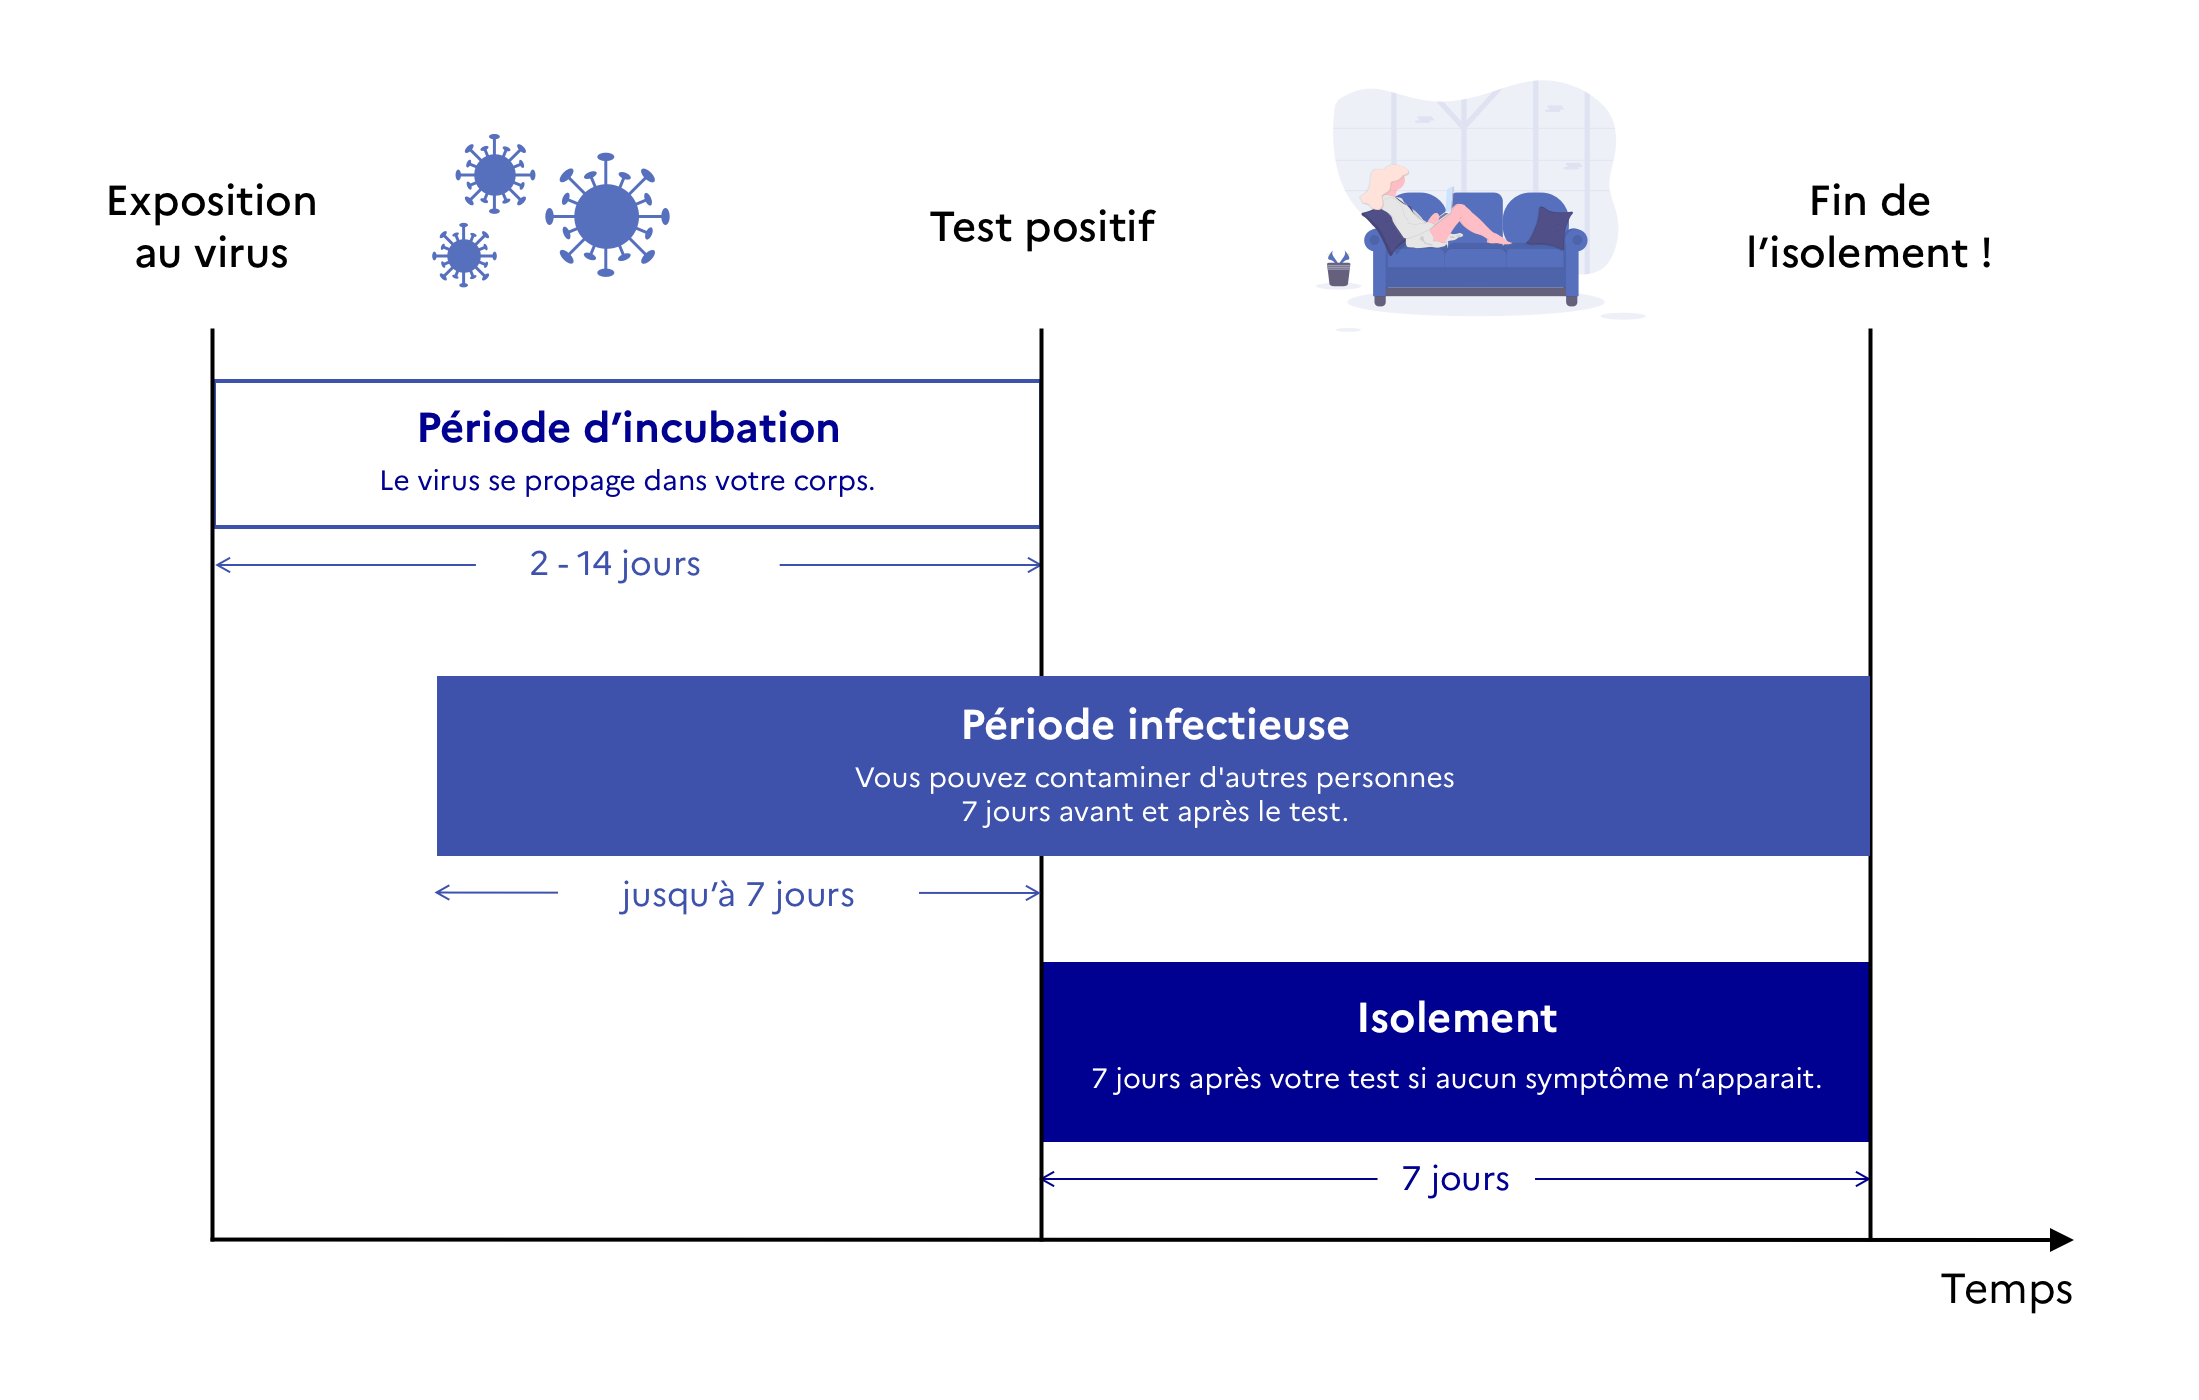 Exposition
au virus
Test positif
Fin de
l’isolement !
Période d’incubation
Le virus se propage dans votre corps.
2 - 14 jours
Période infectieuse
Vous pouvez contaminer d'autres personnes
7 jours avant et après le test.
jusqu’à 7 jours
Isolement
7 jours après votre test si aucun symptôme n’apparait.
7 jours
Temps